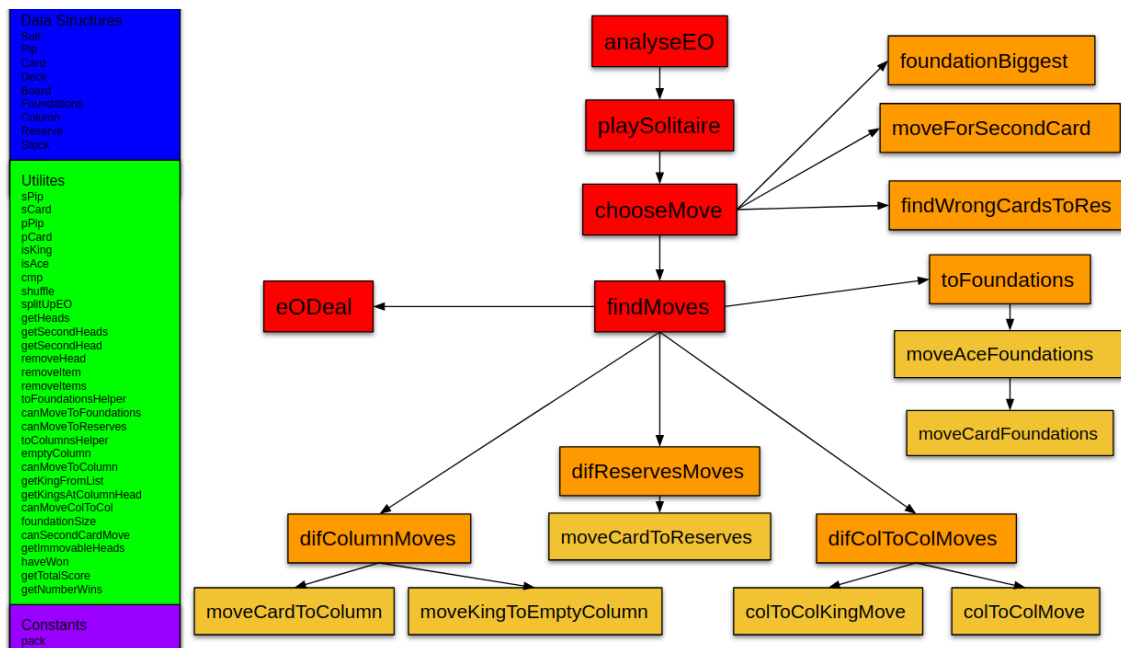 Data Structures
Suit
Pip
Card
Deck
Board
Foundations
Column
Reserve
Stock
Utilites
sPip
sCard
pPip
pCard
isKing
isAce
cmp
shuffle
splitUpEO
getHeads
getSecondHeads
getSecondHead
removeHead
removeItem
removeItems
toFoundationsHelper
canMoveToFoundations
canMoveToReserves
toColumnsHelper
emptyColumn
canMoveToColumn
getKingFromList
getKingsAtColumnHead
canMoveColToCol
foundationSize
canSecondCardMove
getImmovableHeads
haveWon
getTotalScore
getNumberWins
Constants
pack
analyseEO
playSolitaire
chooseMove
foundationBiggest
moveForSecondCard
findWrongCardsToRes
findMoves
eODeal
toFoundations
moveAceFoundations
moveCardFoundations
difReservesMoves
moveCardToReserves
difColumnMoves
moveCardToColumn
moveKingToEmptyColumn
difColToColMoves
colToColKingMove
colToColMove